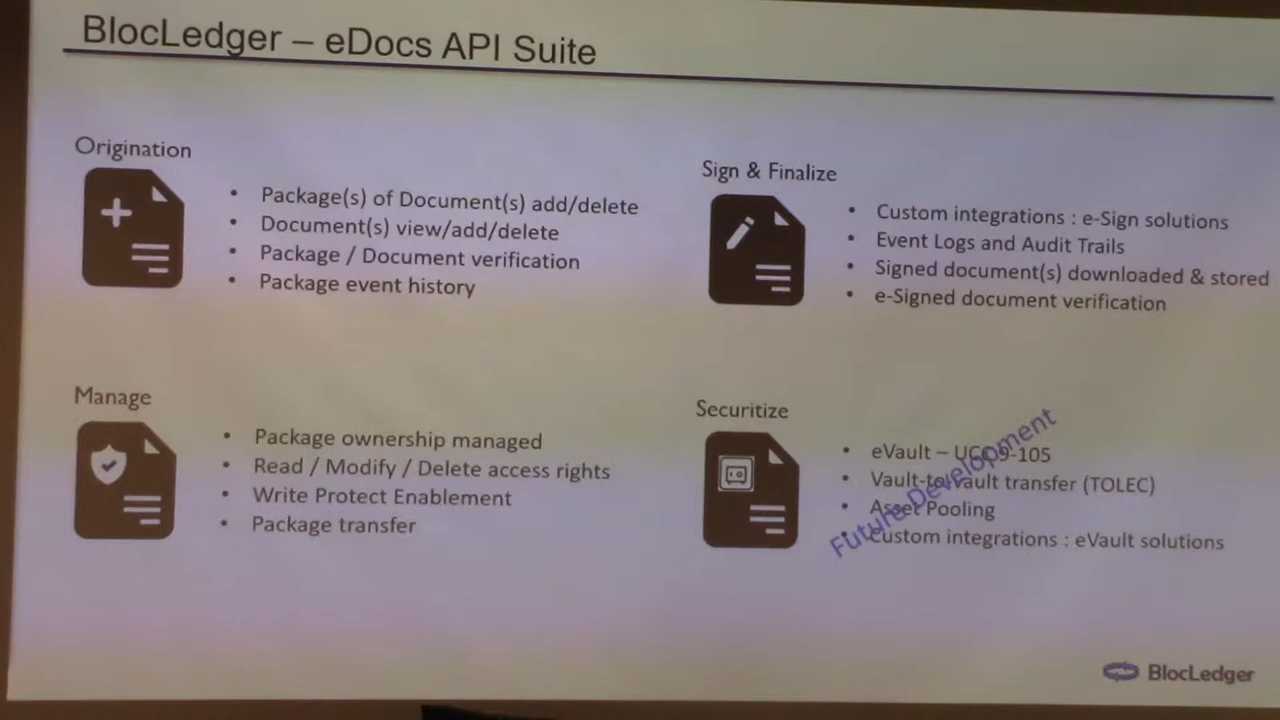 BlocLedger – eDocs API Suite
Origination
• Package(s) of Document(s) add/delete
• Document(s) view/add/delete
• Package / Document verification
• Package event history
Sign & Finalize
• Custom integrations : e-Sign solutions
• Event Logs and Audit Trails
• Signed document(s) downloaded & stored
• e-Signed document verification
Manage
• Package ownership managed
• Read / Modify / Delete access rights
• Write Protect Enablement
• Package transfer
Securitize
• eVault – UCC 9-105
• Vault-to-Vault transfer (TOLEC)
• Asset Pooling
• Custom integrations : eVault solutions
Future Development
BlocLedger